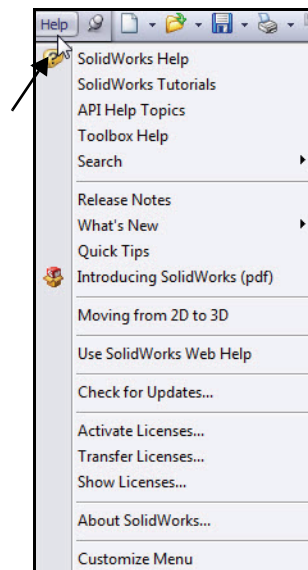 Help
SolidWorks Help
SolidWorks Tutorials
API Help Topics
Toolbox Help
Search
Release Notes
What's New
Quick Tips
Introducing SolidWorks (pdf)
Moving from 2D to 3D
Use SolidWorks Web Help
Check for Updates...
Activate Licenses...
Transfer Licenses...
Show Licenses...
About SolidWorks...
Customize Menu